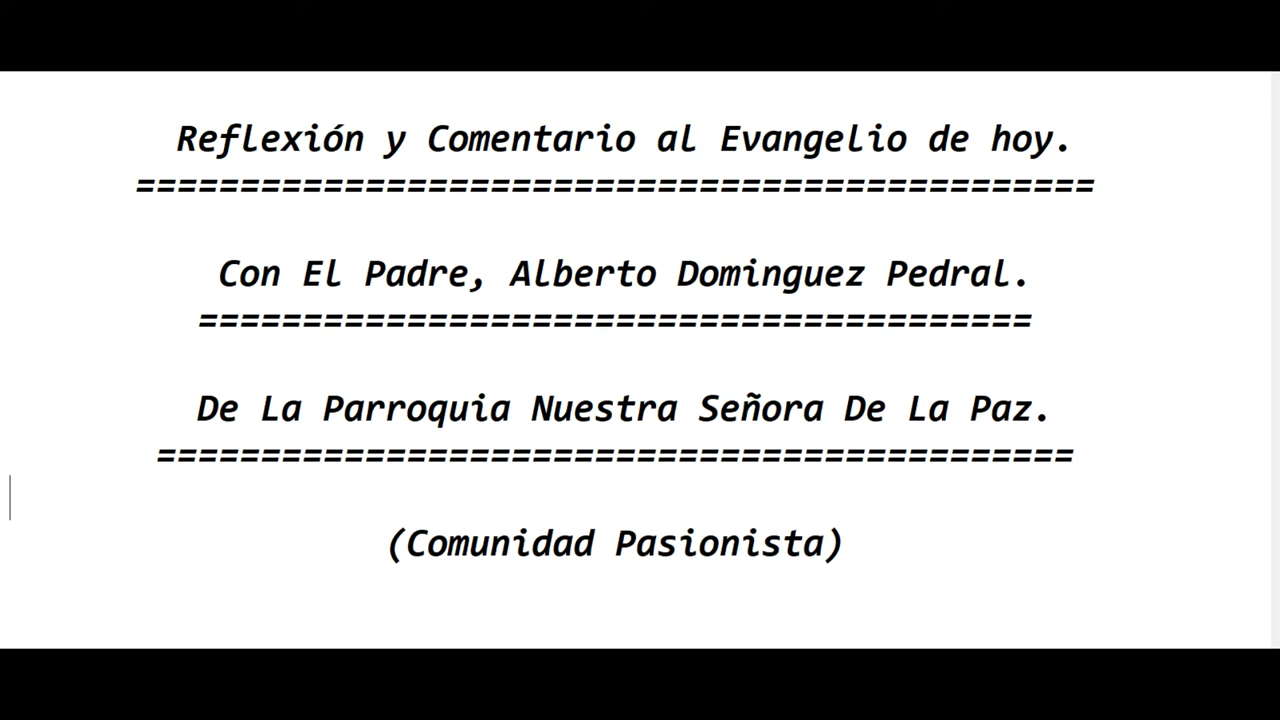 Reflexión y Comentario al Evangelio de hoy.
==============================================
Con El Padre, Alberto Dominguez Pedral.
========================================
De La Parroquia Nuestra Señora De La Paz.
============================================
(Comunidad Pasionista)